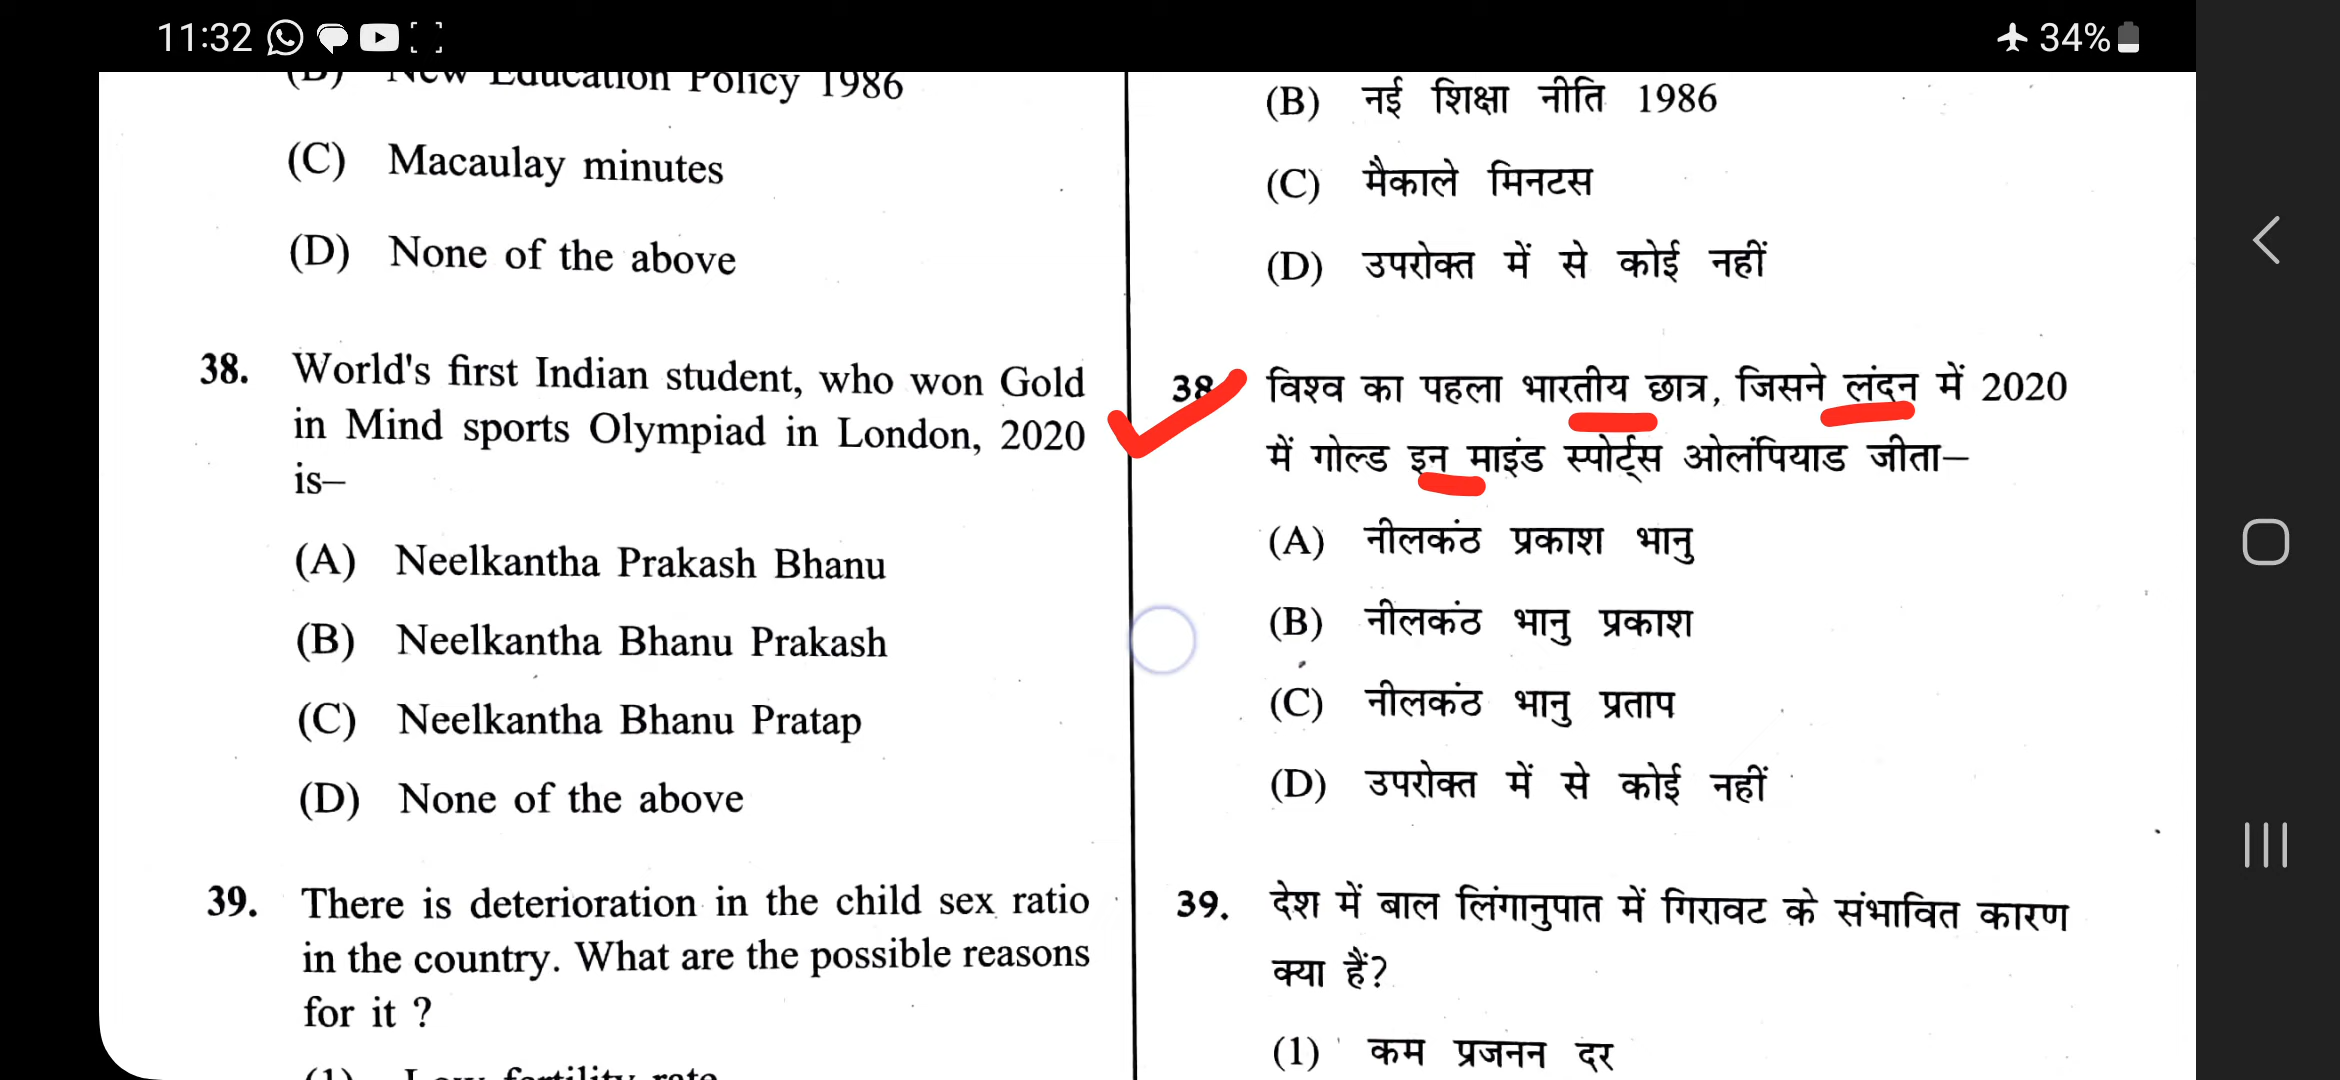 11:32
34%
(B) New Education Policy 1986
(C) Macaulay minutes
(D) None of the above
38. World's first Indian student, who won Gold
in Mind sports Olympiad in London, 2020
is–
(A) Neelkantha Prakash Bhanu
(B) Neelkantha Bhanu Prakash
(C) Neelkantha Bhanu Pratap
(D) None of the above
39. There is deterioration in the child sex ratio
in the country. What are the possible reasons
for it ?
(1) Low fertility rate
(B) नई शिक्षा नीति 1986
(C) मैकाले मिनटस
(D) उपरोक्त में से कोई नहीं
38. विश्व का पहला भारतीय छात्र, जिसने लंदन में 2020
में गोल्ड इन माइंड स्पोर्ट्स ओलंपियाड जीता–
(A) नीलकंठ प्रकाश भानु
(B) नीलकंठ भानु प्रकाश
(C) नीलकंठ भानु प्रताप
(D) उपरोक्त में से कोई नहीं
39. देश में बाल लिंगानुपात में गिरावट के संभावित कारण
क्या हैं?
(1) कम प्रजनन दर